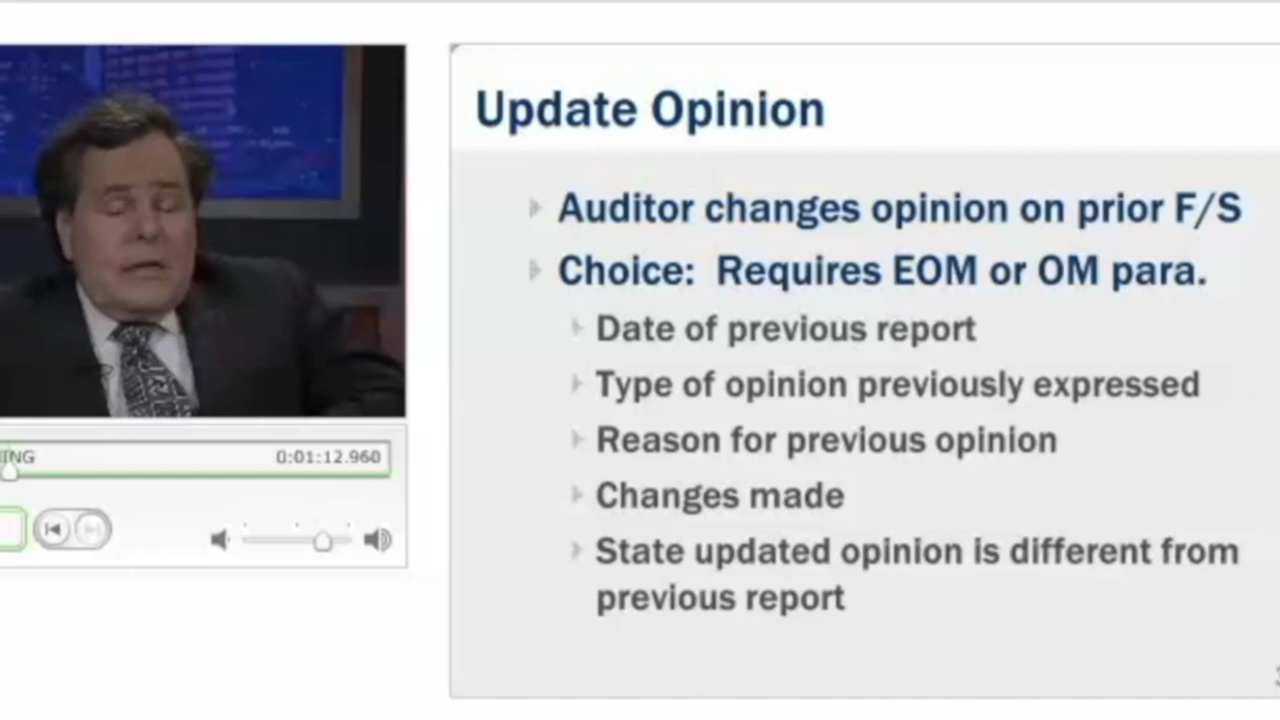 Update Opinion
Auditor changes opinion on prior F/S
Choice: Requires EOM or OM para.
Date of previous report
Type of opinion previously expressed
Reason for previous opinion
Changes made
State updated opinion is different from
previous report
0:01:12.960